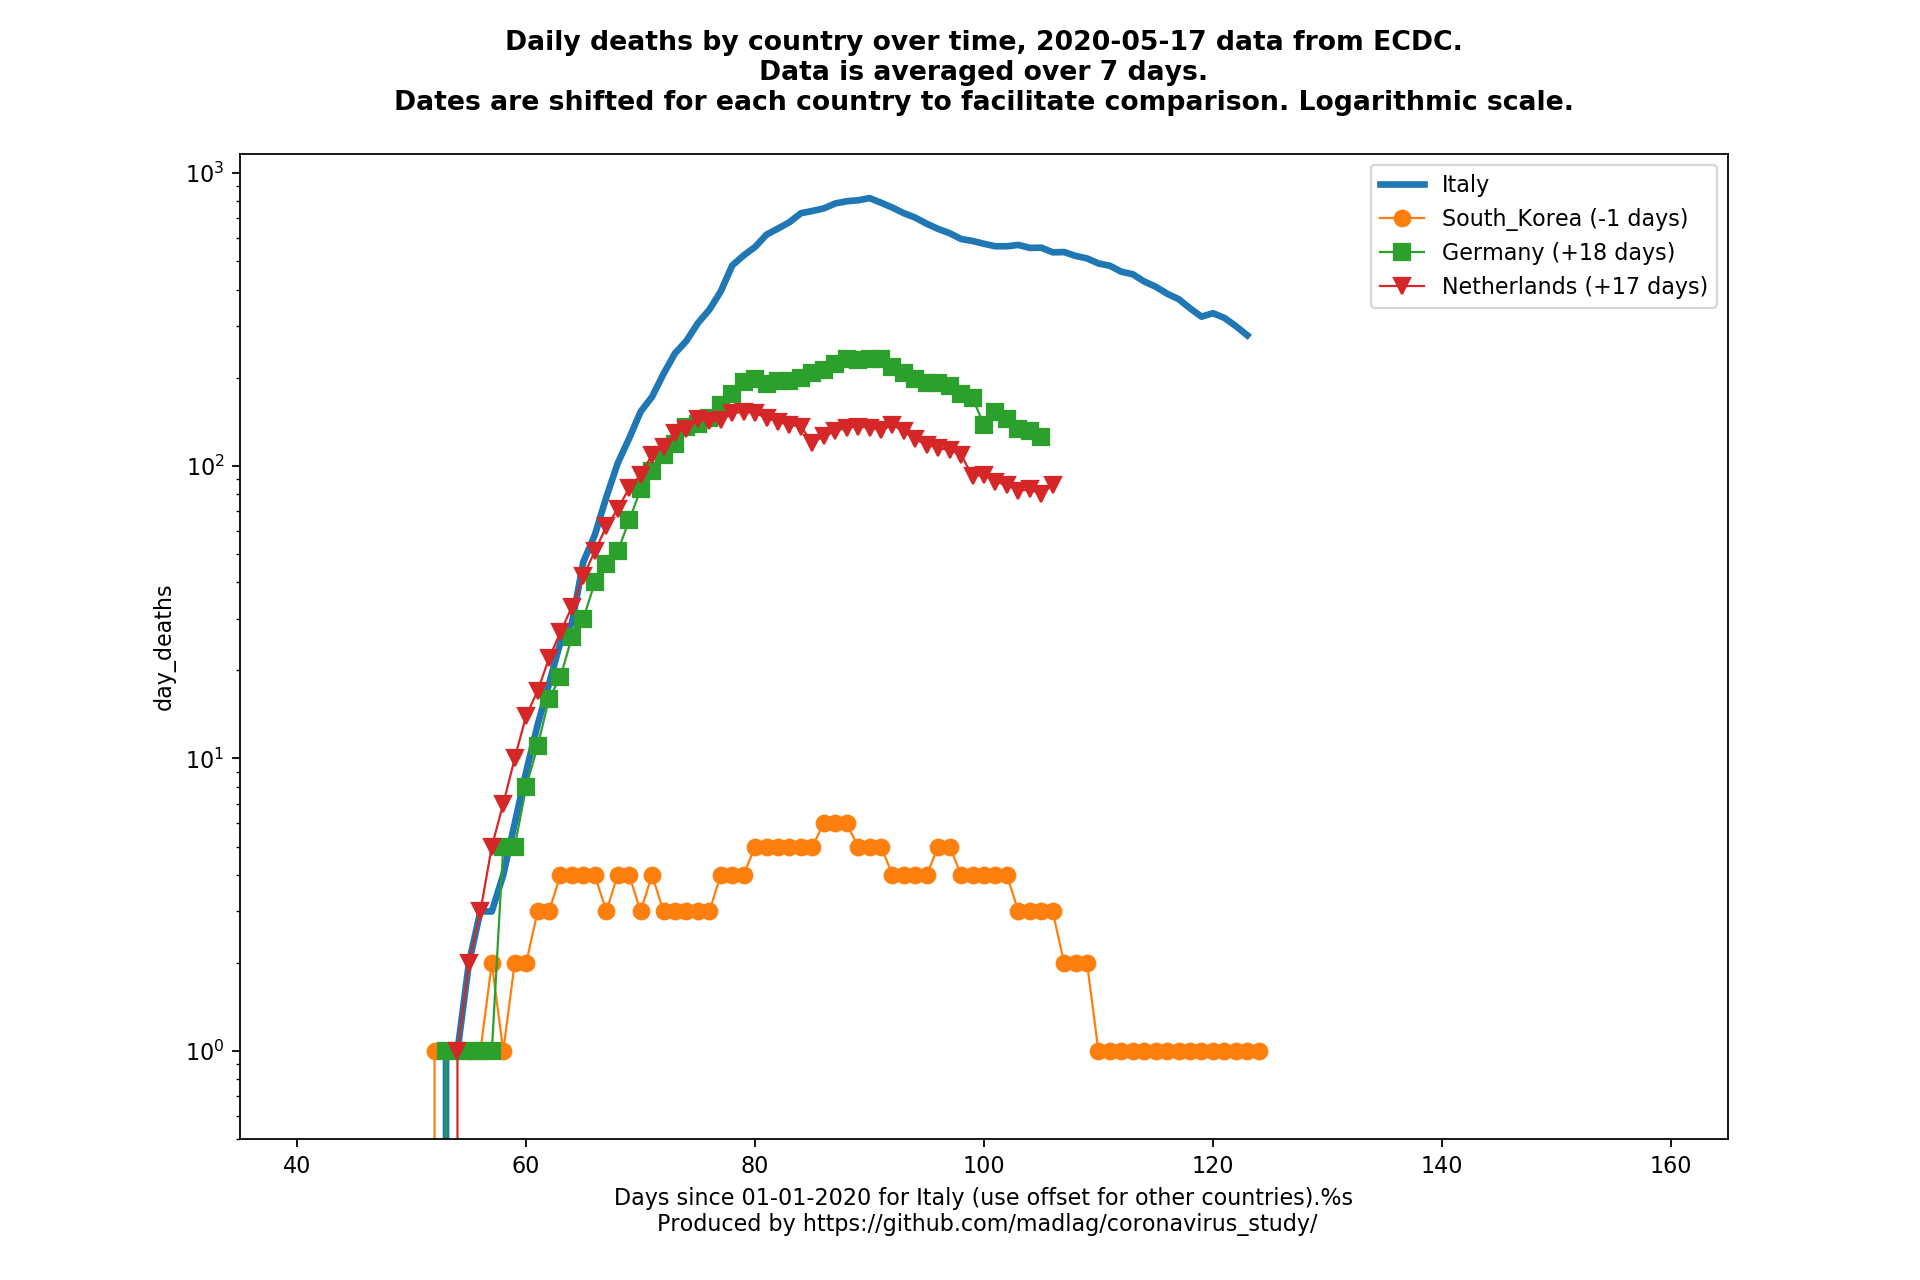 Daily deaths by country over time, 2020-05-17 data from ECDC.
Data is averaged over 7 days.
Dates are shifted for each country to facilitate comparison. Logarithmic scale.
10³
10²
10¹
10⁰
day_deaths
Italy
South_Korea (-1 days)
Germany (+18 days)
Netherlands (+17 days)
40 60 80 100 120 140 160
Days since 01-01-2020 for Italy (use offset for other countries).%s
Produced by https://github.com/madlag/coronavirus_study/